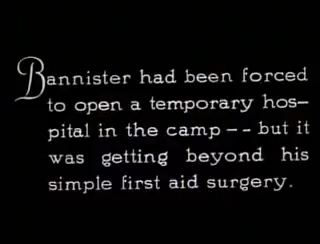 Bannister had been forced
to open a temporary hos-
pital in the camp -- but it
was getting beyond his
simple first aid surgery.